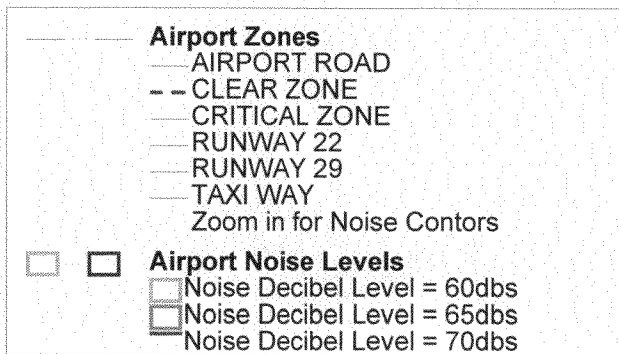 Airport Zones
AIRPORT ROAD
CLEAR ZONE
CRITICAL ZONE
RUNWAY 22
RUNWAY 29
TAXI WAY
Zoom in for Noise Contors
Airport Noise Levels
Noise Decibel Level = 60dbs
Noise Decibel Level = 65dbs
Noise Decibel Level = 70dbs